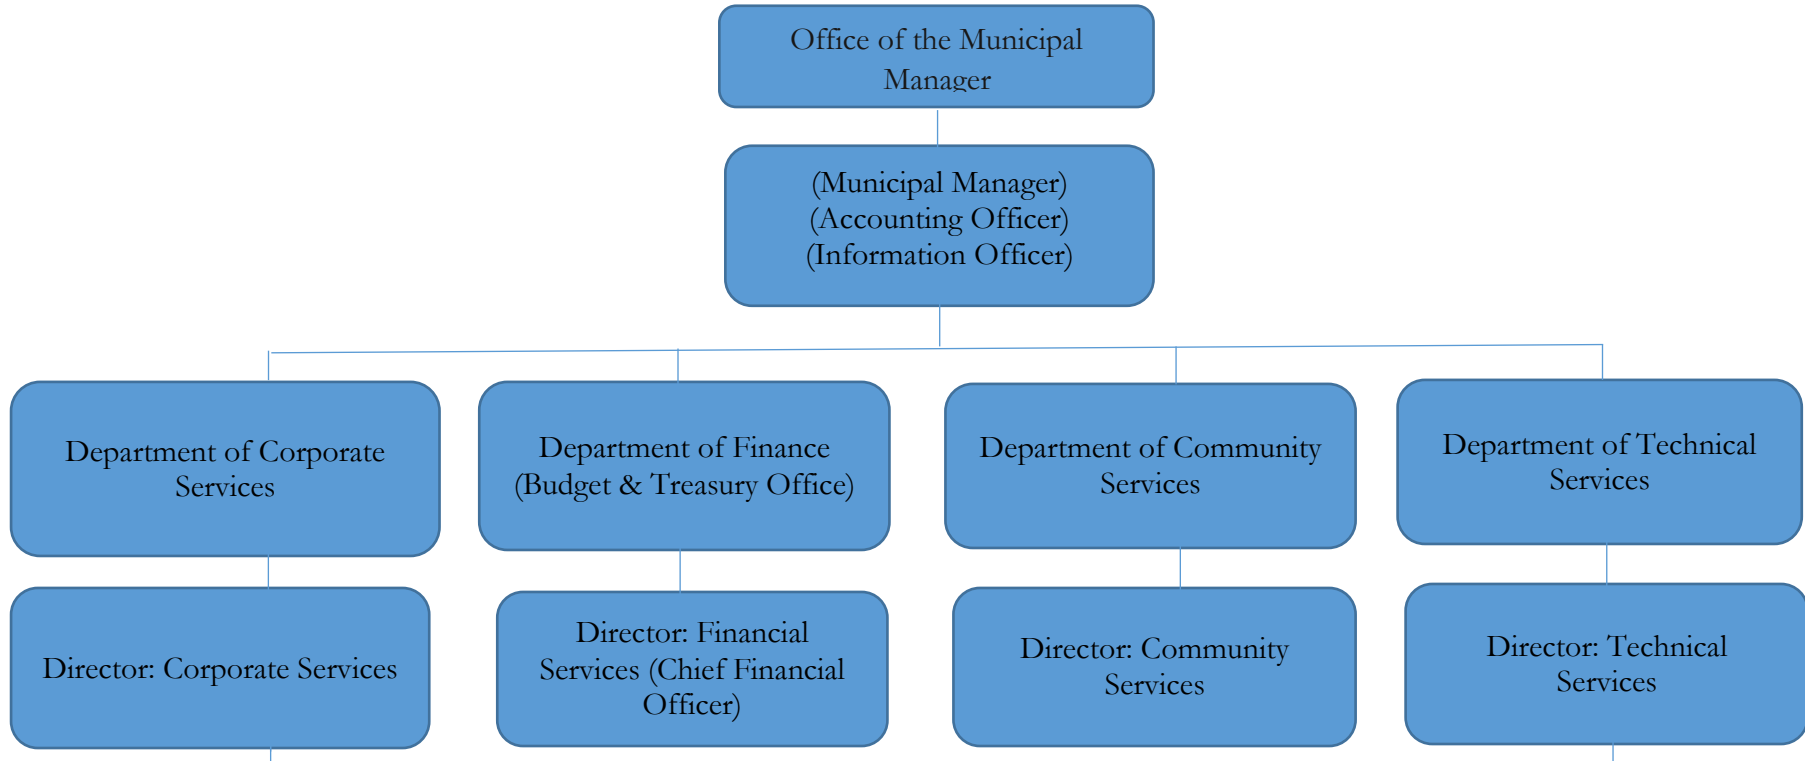 Office of the Municipal
Manager
(Municipal Manager)
(Accounting Officer)
(Information Officer)
Department of Corporate
Services
Department of Finance
(Budget & Treasury Office)
Department of Community
Services
Department of Technical
Services
Director: Corporate Services
Director: Financial
Services (Chief Financial
Officer)
Director: Community
Services
Director: Technical
Services